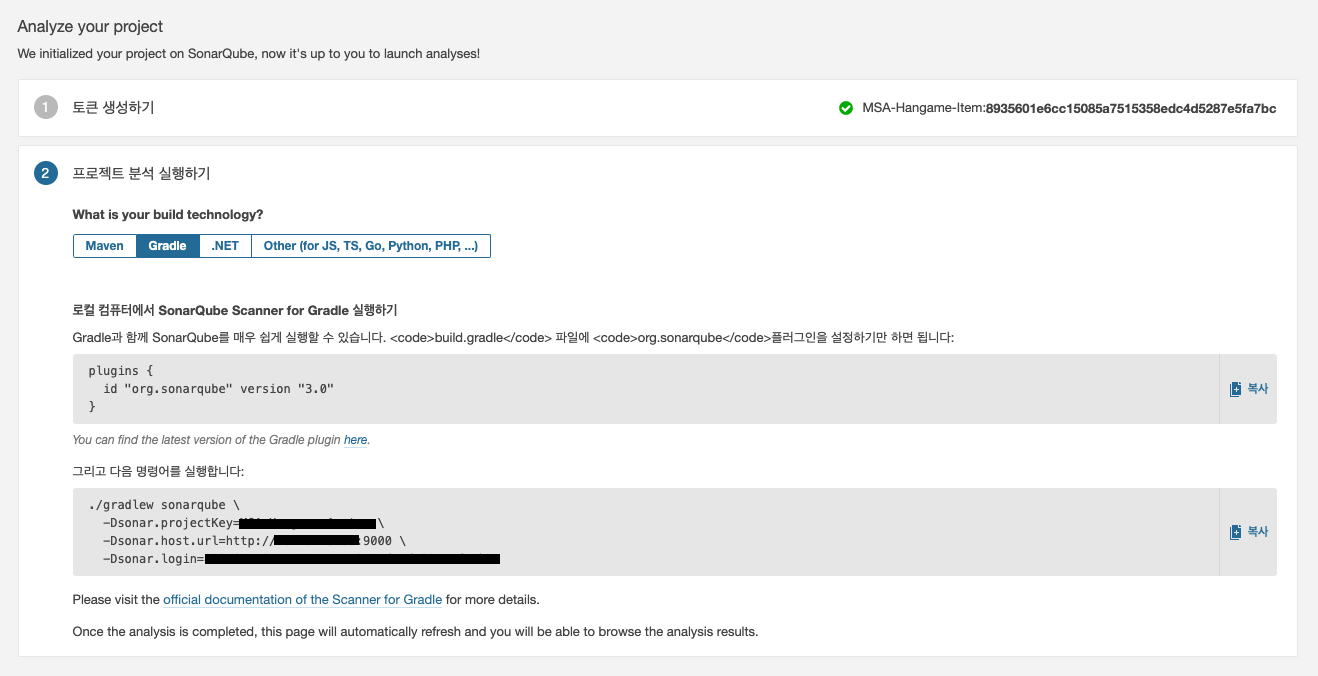 Analyze your project
We initialized your project on SonarQube, now it's up to you to launch analyses!
1 토큰 생성하기 MSA-Hangame-Item:8935601e6cc15085a7515358edc4d5287e5fa7bc
2 프로젝트 분석 실행하기
What is your build technology?
Maven Gradle .NET Other (for JS, TS, Go, Python, PHP, ...)
로컬 컴퓨터에서 SonarQube Scanner for Gradle 실행하기
Gradle과 함께 SonarQube를 매우 쉽게 실행할 수 있습니다. <code>build.gradle</code> 파일에 <code>org.sonarqube</code>플러그인을 설정하기만 하면 됩니다:
plugins {
id "org.sonarqube" version "3.0"
}
복사
You can find the latest version of the Gradle plugin here.
그리고 다음 명령어를 실행합니다:
./gradlew sonarqube \
-Dsonar.projectKey= \
-Dsonar.host.url=http:// :9000 \
-Dsonar.login=
복사
Please visit the official documentation of the Scanner for Gradle for more details.
Once the analysis is completed, this page will automatically refresh and you will be able to browse the analysis results.